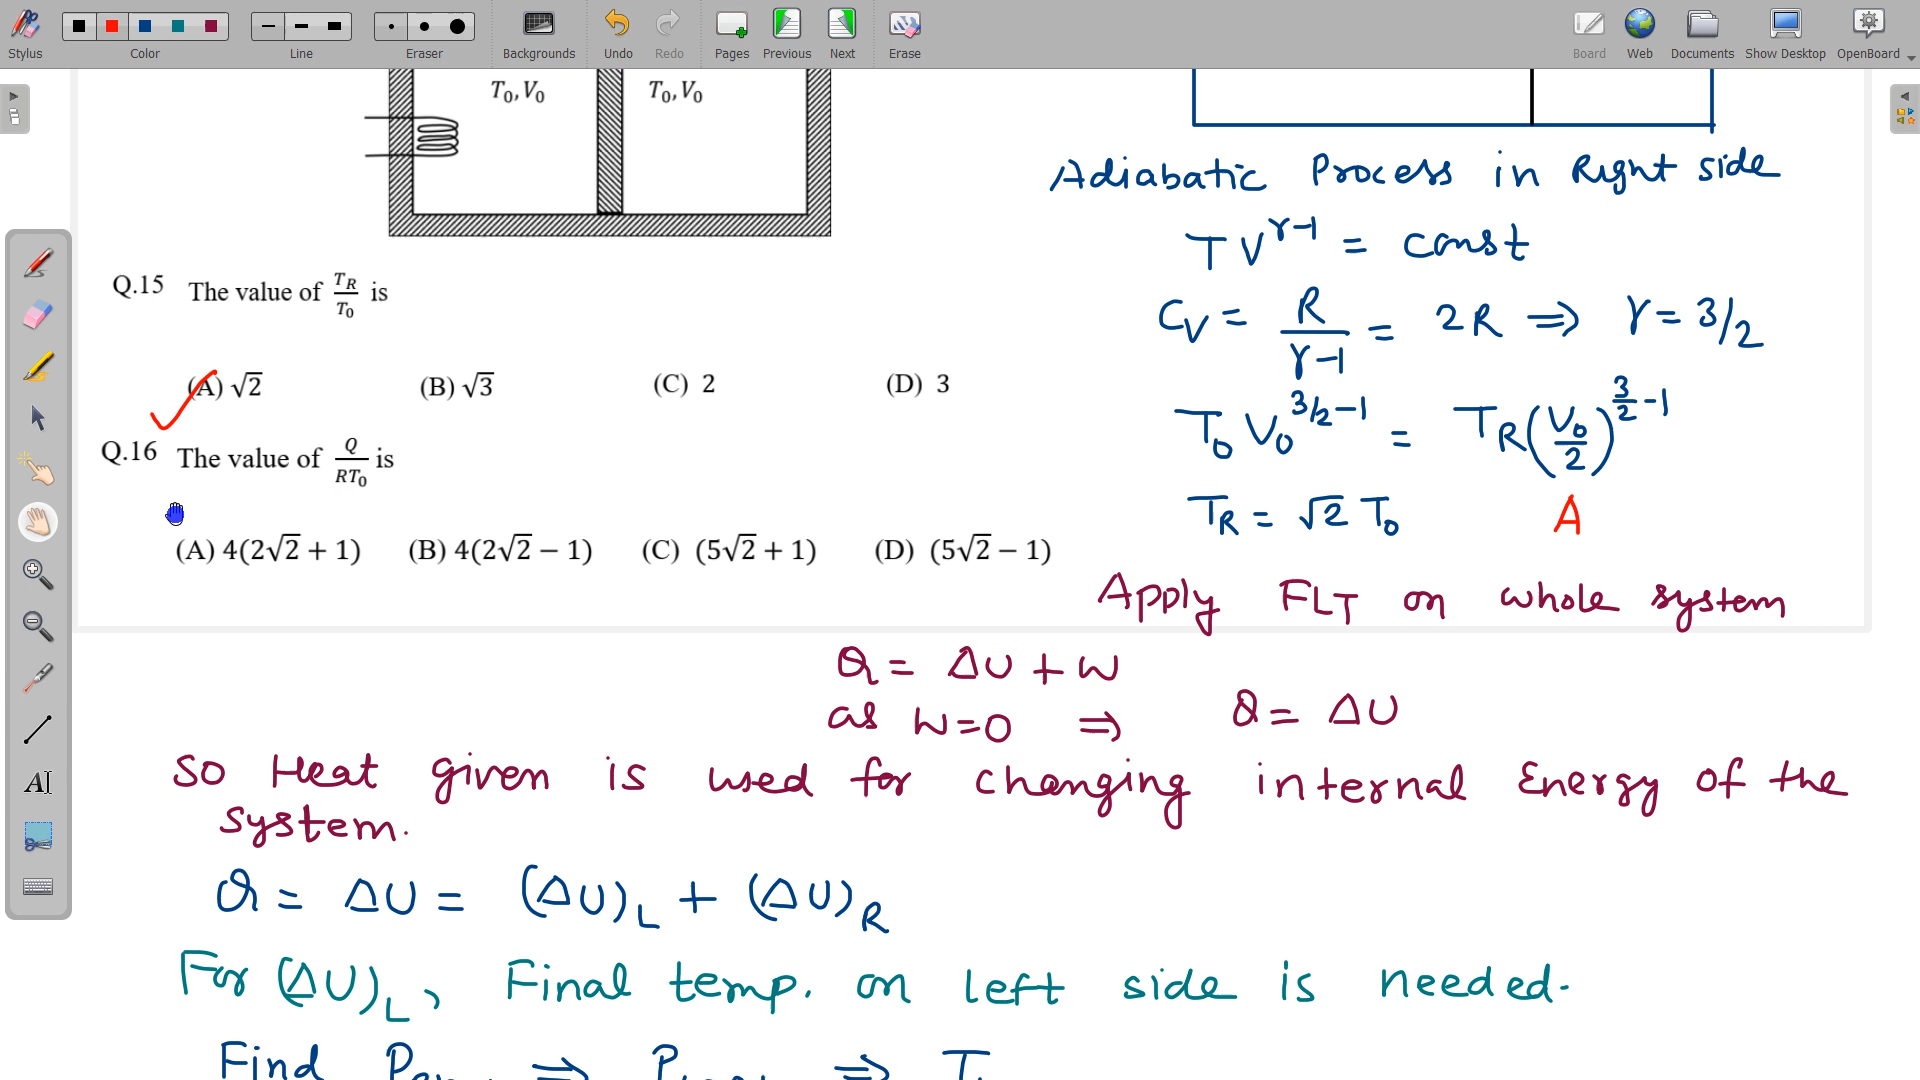 Stylus Color Line Eraser Backgrounds Undo Redo Pages Previous Next Erase Board Web Documents Show Desktop OpenBoard
T₀, V₀ T₀, V₀
Q.15 The value of T_R/T₀ is
(A) √2 (B) √3 (C) 2 (D) 3
Q.16 The value of Q/RT₀ is
(A) 4(2√2 + 1) (B) 4(2√2 − 1) (C) (5√2 + 1) (D) (5√2 − 1)
Adiabatic Process in Right side
TV^(γ−1) = const
C_V = R/(γ−1) = 2R ⇒ γ = 3/2
T₀ V₀^(3/2−1) = T_R (V₀/2)^(3/2−1)
T_R = √2 T₀ A
Apply FLT on whole system
Q = ΔU + W
as W=0 ⇒ Q = ΔU
So Heat given is used for changing internal Energy of the
system.
Q = ΔU = (ΔU)_L + (ΔU)_R
For (ΔU)_L, Final temp. on left side is needed.
Find
AI